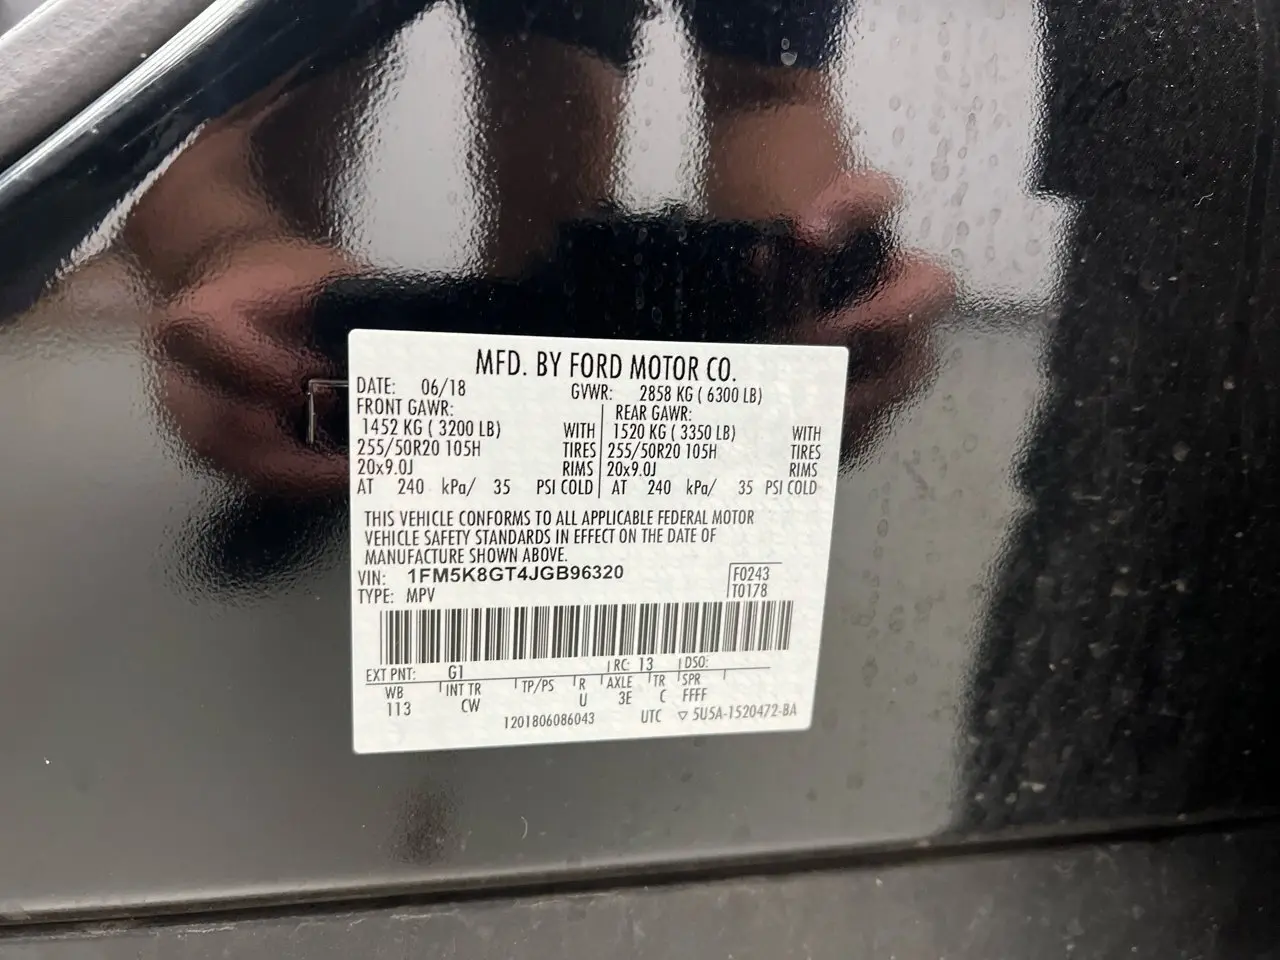 MFD. BY FORD MOTOR CO.
DATE: 06/18 GVWR: 2858 KG ( 6300 LB)
FRONT GAWR: REAR GAWR:
1452 KG ( 3200 LB) WITH 1520 KG ( 3350 LB) WITH
255/50R20 105H TIRES 255/50R20 105H TIRES
20x9.0J RIMS 20x9.0J RIMS
AT 240 kPa/ 35 PSI COLD AT 240 kPa/ 35 PSI COLD
THIS VEHICLE CONFORMS TO ALL APPLICABLE FEDERAL MOTOR
VEHICLE SAFETY STANDARDS IN EFFECT ON THE DATE OF
MANUFACTURE SHOWN ABOVE.
VIN: 1FM5K8GT4JGB96320 F0243
TYPE: MPV T0178
EXT PNT: G1 RC: 13 DSO:
WB INT TR TP/PS R AXLE TR SPR
113 CW U 3E C FFFF
1201806086043 UTC ▽ 5U5A-1520472-BA